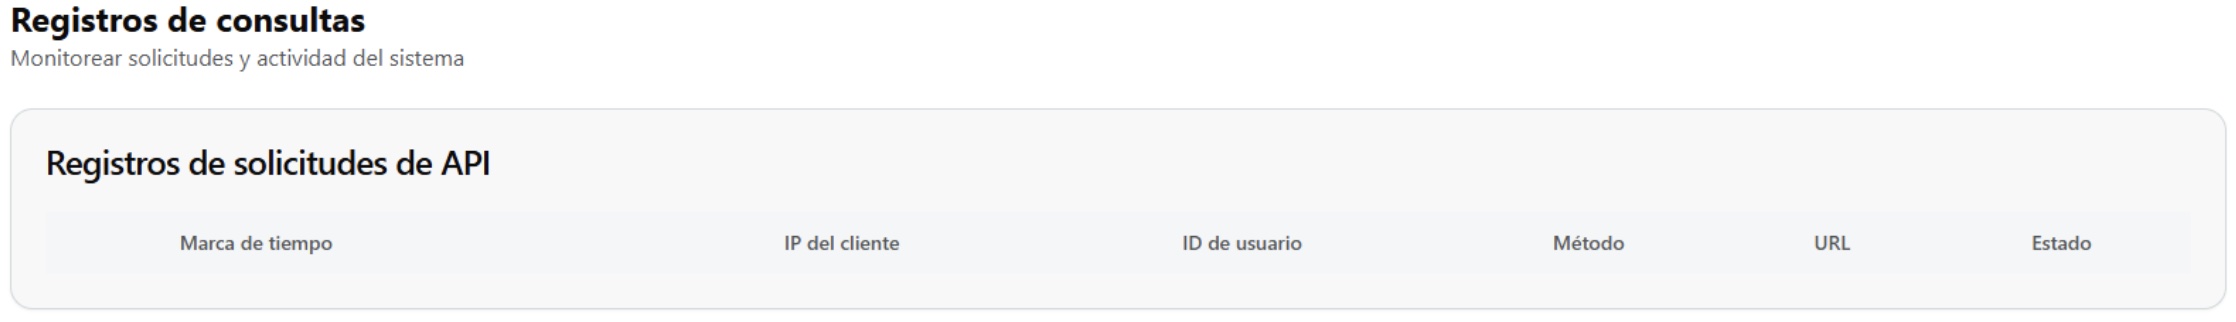 Registros de consultas
Monitorear solicitudes y actividad del sistema
Registros de solicitudes de API
Marca de tiempo IP del cliente ID de usuario Método URL Estado